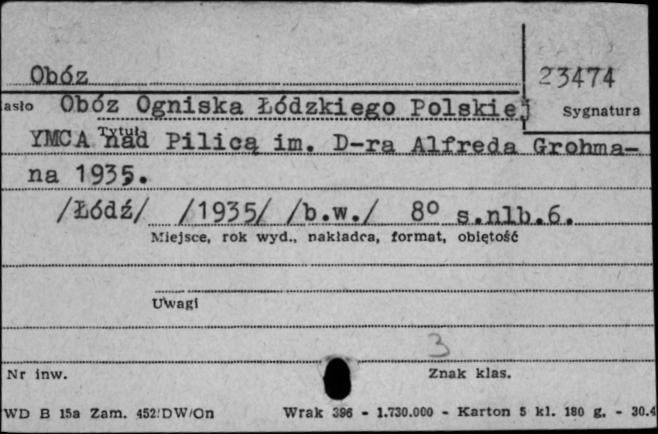 Obóz
23474
asło Obóz Ogniska Łódzkiego Polskiej
Sygnatura
Tytuł
YMCA nad Pilicą im. D-ra Alfreda Grohma-
na 1935.
/Łódź/ /1935/ /b.w./ 8° s.nlb.6.
Miejsce, rok wyd., nakładca, format, objętość
Uwagi
3
Nr inw.
Znak klas.
WD B 15a Zam. 452/DW/On Wrak 396 - 1.730.000 - Karton 5 kl. 180 g. - 30.4